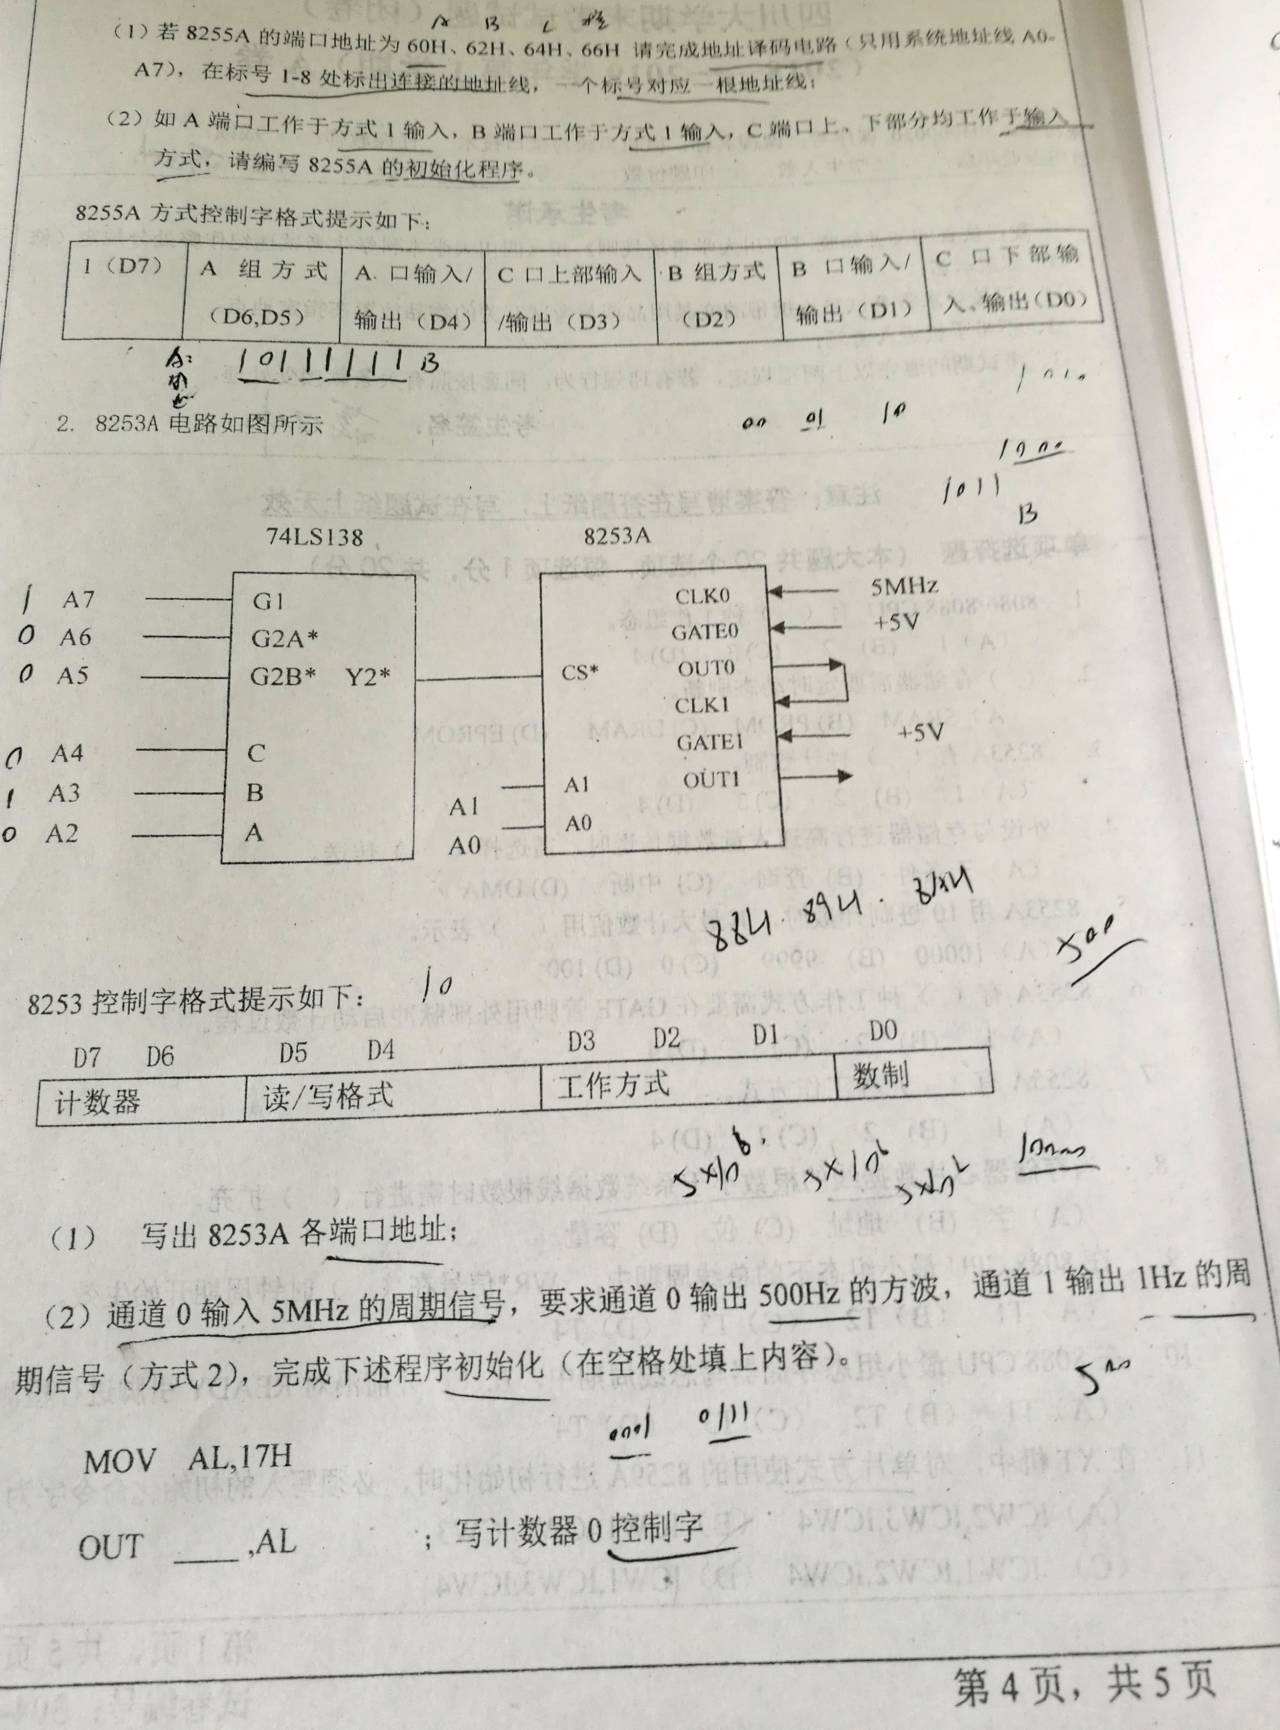 A B C 控
（1）若 8255A 的端口地址为 60H、62H、64H、66H 请完成地址译码电路（只用系统地址线 A0-
A7），在标号 1-8 处标出连接的地址线，一个标号对应一根地址线；
（2）如 A 端口工作于方式 1 输入，B 端口工作于方式 1 输入，C 端口上、下部分均工作于输入
方式，请编写 8255A 的初始化程序。
8255A 方式控制字格式提示如下：
1（D7） A 组方式 A 口输入/ C 口上部输入 B 组方式 B 口输入/ C 口下部输
（D6,D5） 输出（D4） /输出（D3） （D2） 输出（D1） 入、输出（D0）
10111111B
00 01 10
2. 8253A 电路如图所示
1011
B
74LS138 8253A
1 A7 G1 CLK0 5MHz
0 A6 G2A* GATE0 +5V
0 A5 G2B* Y2* CS* OUT0
CLK1
0 A4 C GATE1 +5V
1 A3 B A1 A1 OUT1
0 A2 A A0 A0
88H. 89H. 8AH
500
8253 控制字格式提示如下： 10
D7 D6 D5 D4 D3 D2 D1 D0
计数器 读/写格式 工作方式 数制
5×10⁶ 5×10⁶ 5×10²
（1） 写出 8253A 各端口地址；
（2）通道 0 输入 5MHz 的周期信号，要求通道 0 输出 500Hz 的方波，通道 1 输出 1Hz 的周
期信号（方式 2），完成下述程序初始化（在空格处填上内容）。
500
0001 0111
MOV AL,17H
OUT ____,AL ；写计数器 0 控制字
第 4 页，共 5 页